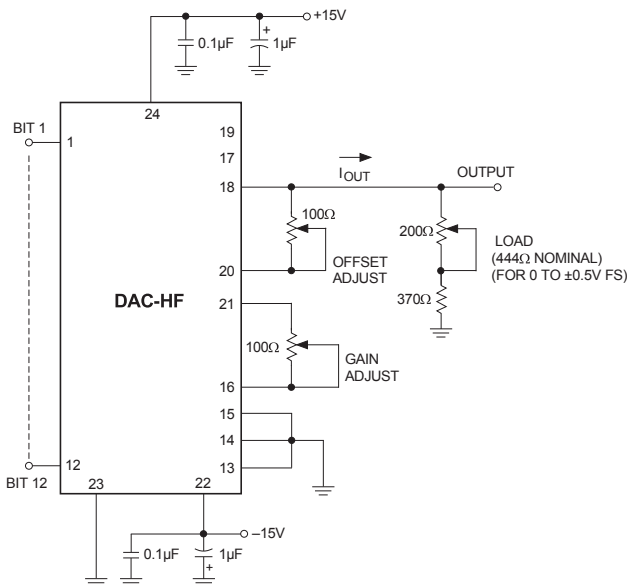 +15V
0.1µF
+
1µF
24
BIT 1
1
19
17
18
IOUT
OUTPUT
100Ω
200Ω
LOAD
(444Ω NOMINAL)
(FOR 0 TO ±0.5V FS)
OFFSET
ADJUST
20
DAC-HF
21
370Ω
100Ω
GAIN
ADJUST
16
15
14
13
12
BIT 12
23
22
–15V
0.1µF
1µF
+